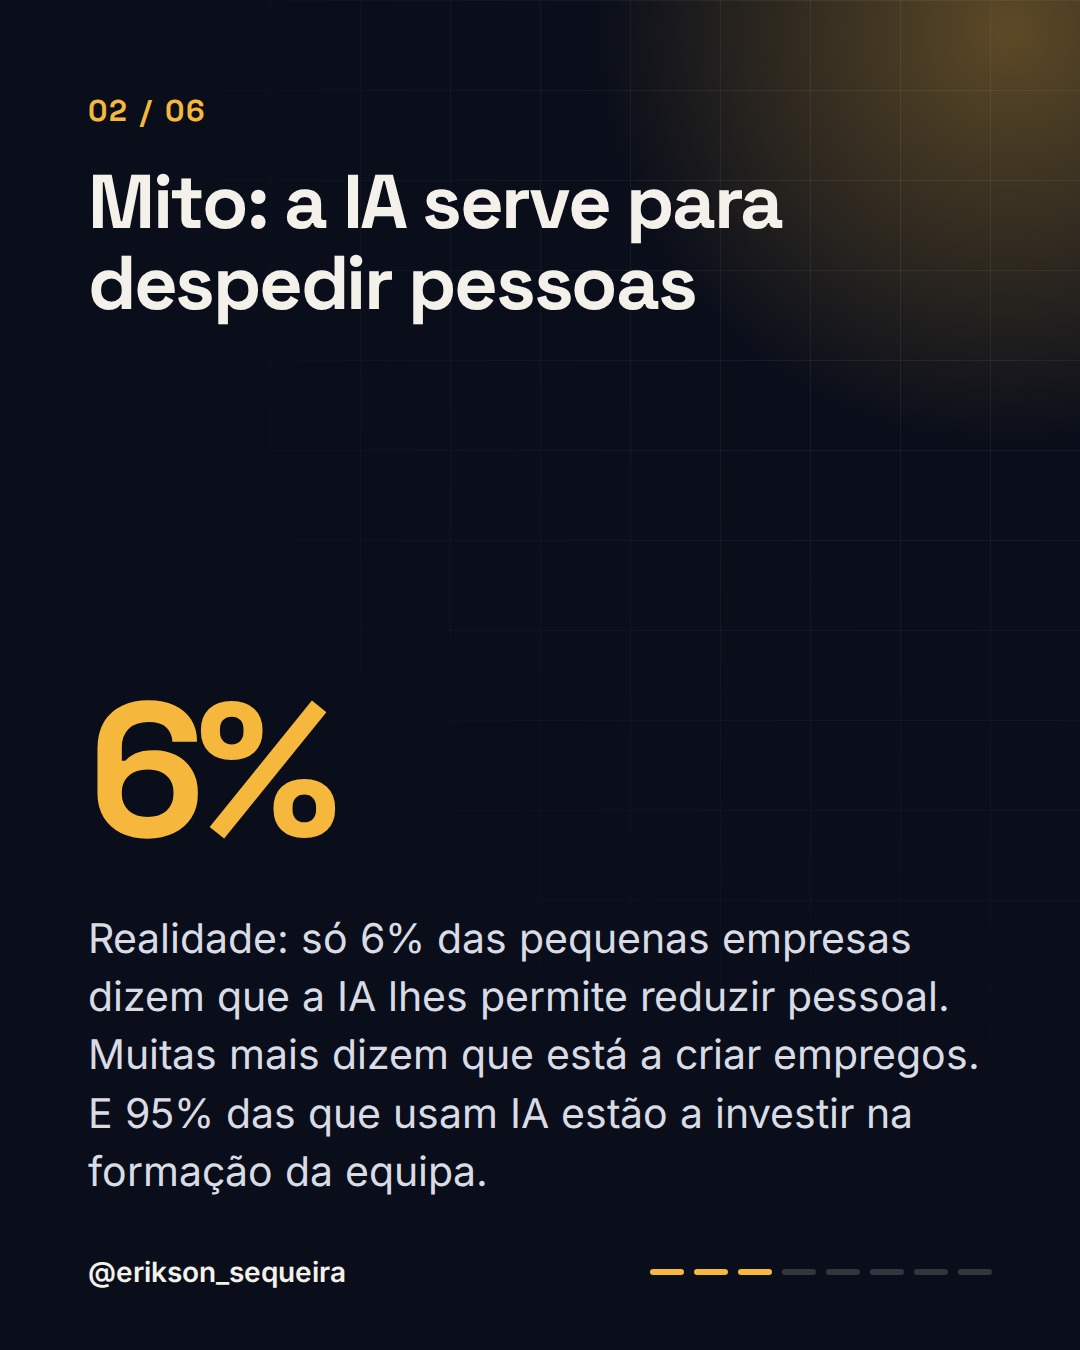 02 / 06
Mito: a IA serve para
despedir pessoas
6%
Realidade: só 6% das pequenas empresas
dizem que a IA lhes permite reduzir pessoal.
Muitas mais dizem que está a criar empregos.
E 95% das que usam IA estão a investir na
formação da equipa.
@erikson_sequeira